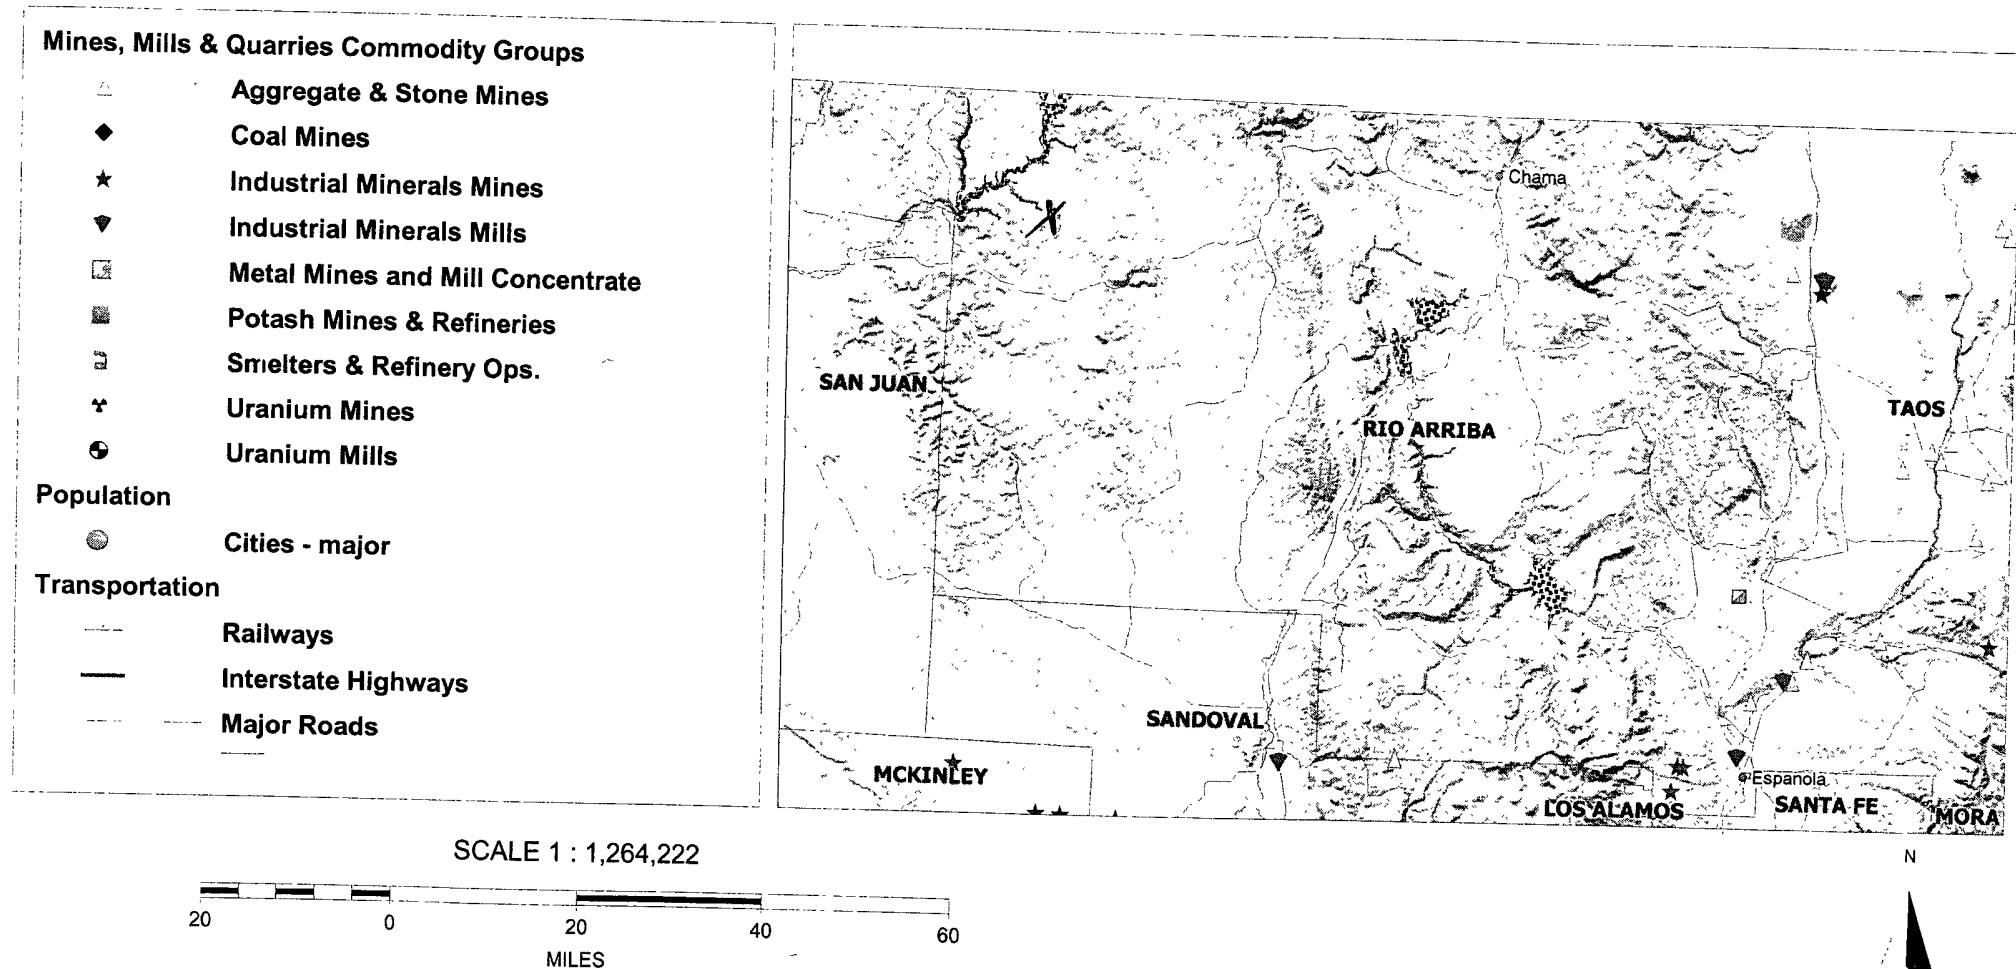 Mines, Mills & Quarries Commodity Groups
Aggregate & Stone Mines
Coal Mines
Industrial Minerals Mines
Industrial Minerals Mills
Metal Mines and Mill Concentrate
Potash Mines & Refineries
Smelters & Refinery Ops.
Uranium Mines
Uranium Mills
Population
Cities - major
Transportation
Railways
Interstate Highways
Major Roads
Chama
X
SAN JUAN
TAOS
RIO ARRIBA
SANDOVAL
MCKINLEY
Espanola
LOS ALAMOS
SANTA FE
MORA
SCALE 1 : 1,264,222
20 0 20 40 60
MILES
N